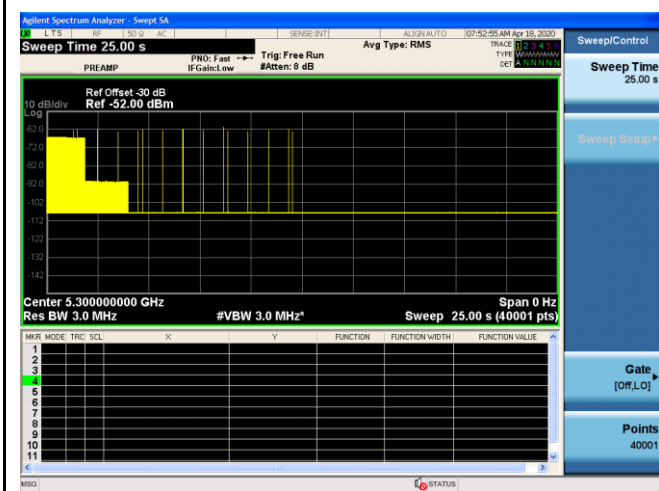 Agilent Spectrum Analyzer - Swept SA
LXI L T S RF 50 Ω AC SENSE:INT ALIGN AUTO 07:52:55 AM Apr 18, 2020
Sweep Time 25.00 s
PNO: Fast
IFGain:Low
Trig: Free Run
#Atten: 8 dB
Avg Type: RMS
TRACE 1 2 3 4 5 6
TYPE
DET A N N N N N
PREAMP
Ref Offset -30 dB
10 dB/div Ref -52.00 dBm
Log
-62.0
-72.0
-82.0
-92.0
-102
-112
-122
-132
-142
Center 5.300000000 GHz Span 0 Hz
Res BW 3.0 MHz #VBW 3.0 MHz* Sweep 25.00 s (40001 pts)
MKR MODE TRC SCL X Y FUNCTION FUNCTION WIDTH FUNCTION VALUE
1
2
3
4
5
6
7
8
9
10
11
MSG STATUS
Sweep/Control
Sweep Time
25.00 s
Sweep Setup
Gate
[Off,LO]
Points
40001